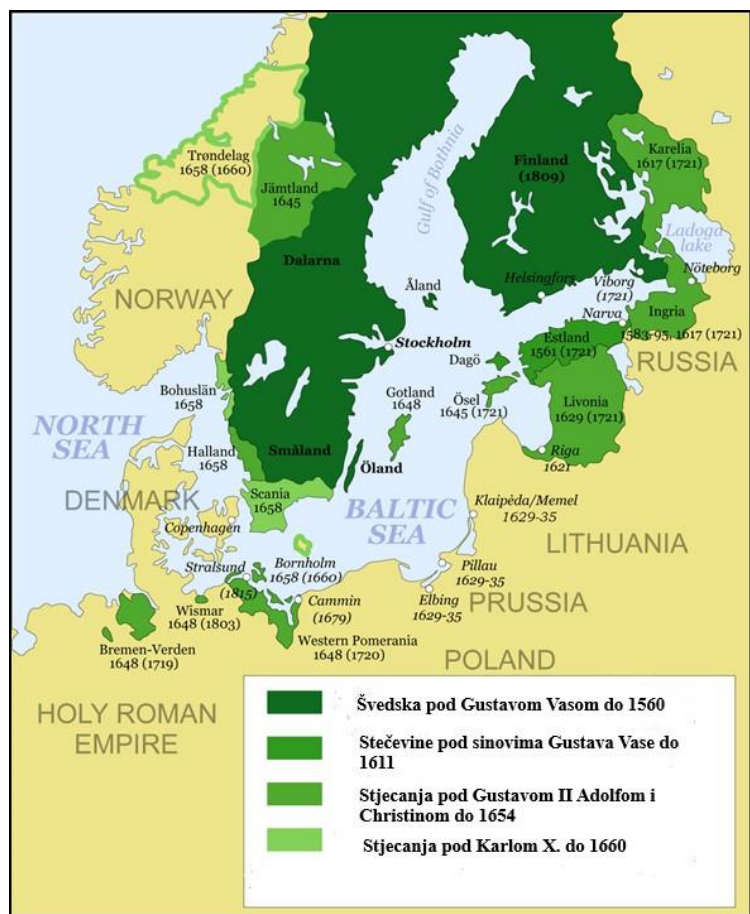 Trøndelag
1658 (1660)
Jämtland
1645
Gulf of Bothnia
Finland
(1809)
Karelia
1617 (1721)
Ladoga
lake
Dalarna
Åland
Helsingfors
Viborg
(1721)
Nöteborg
NORWAY
Narva
Ingria
1583-95, 1617 (1721)
Stockholm
Estland
1561 (1721)
RUSSIA
Dagö
Bohuslän
1658
Gotland
1648
Ösel
1645 (1721)
Livonia
1629 (1721)
NORTH
SEA
Halland
1658
Småland
Öland
Riga
1621
DENMARK
Scania
1658
BALTIC
SEA
Klaipėda/Memel
1629-35
Copenhagen
LITHUANIA
Stralsund
(1815)
Bornholm
1658 (1660)
Pillau
1629-35
Wismar
1648 (1803)
Cammin
(1679)
Elbing
1629-35
PRUSSIA
Bremen-Verden
1648 (1719)
Western Pomerania
1648 (1720)
POLAND
HOLY ROMAN
EMPIRE
Švedska pod Gustavom Vasom do 1560
Stečevine pod sinovima Gustava Vase do
1611
Stjecanja pod Gustavom II Adolfom i
Christinom do 1654
Stjecanja pod Karlom X. do 1660